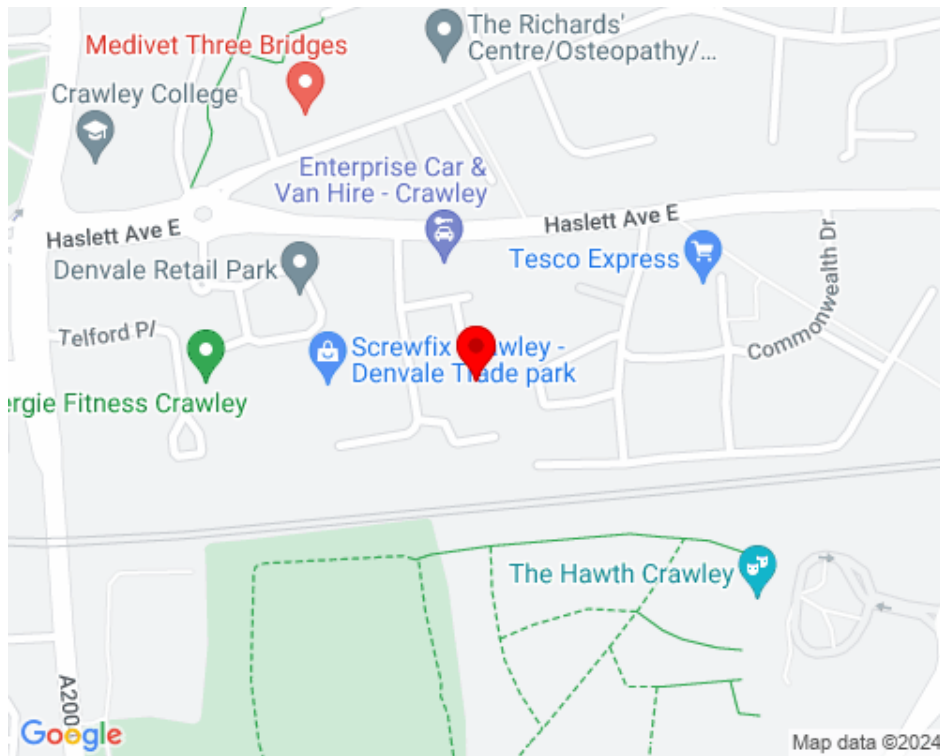 The Richards'
Centre/Osteopathy/...
Medivet Three Bridges
Crawley College
Enterprise Car &
Van Hire - Crawley
Haslett Ave E
Haslett Ave E
Denvale Retail Park
Tesco Express
Commonwealth Dr
Telford Pl
Screwfix awley -
Denvale Trade park
ergie Fitness Crawley
The Hawth Crawley
A200
Google
Map data ©2024